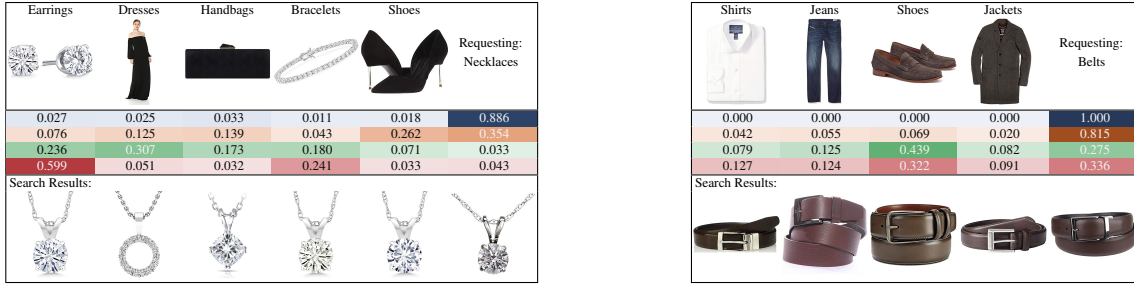 Earrings Dresses Handbags Bracelets Shoes
Requesting:
Necklaces
0.027 0.025 0.033 0.011 0.018 0.886
0.076 0.125 0.139 0.043 0.262 0.354
0.236 0.307 0.173 0.180 0.071 0.033
0.599 0.051 0.032 0.241 0.033 0.043
Search Results:
Shirts Jeans Shoes Jackets
Requesting:
Belts
0.000 0.000 0.000 0.000 1.000
0.042 0.055 0.069 0.020 0.815
0.079 0.125 0.439 0.082 0.275
0.127 0.124 0.322 0.091 0.336
Search Results: